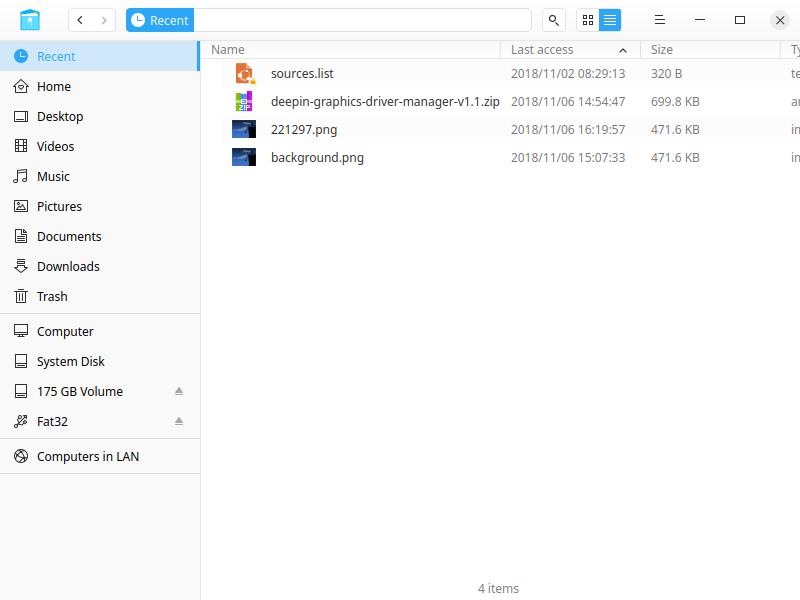 Recent
Name Last access Size Ty
Recent
Home
Desktop
Videos
Music
Pictures
Documents
Downloads
Trash
Computer
System Disk
175 GB Volume
Fat32
Computers in LAN
sources.list 2018/11/02 08:29:13 320 B te
deepin-graphics-driver-manager-v1.1.zip 2018/11/06 14:54:47 699.8 KB ar
221297.png 2018/11/06 16:19:57 471.6 KB in
background.png 2018/11/06 15:07:33 471.6 KB in
4 items